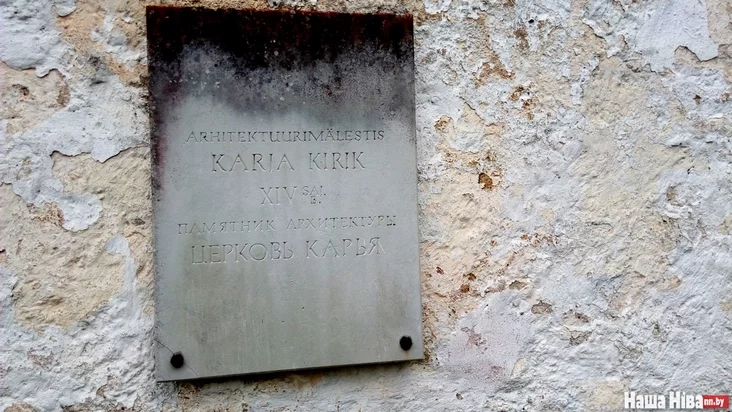 ARHITEKTUURIMÄLESTIS
KARJA KIRIK
XIV SAJ.
В.
ПАМЯТНИК АРХИТЕКТУРЫ
ЦЕРКОВЬ КАРЬЯ
Наша Ніва nn.by